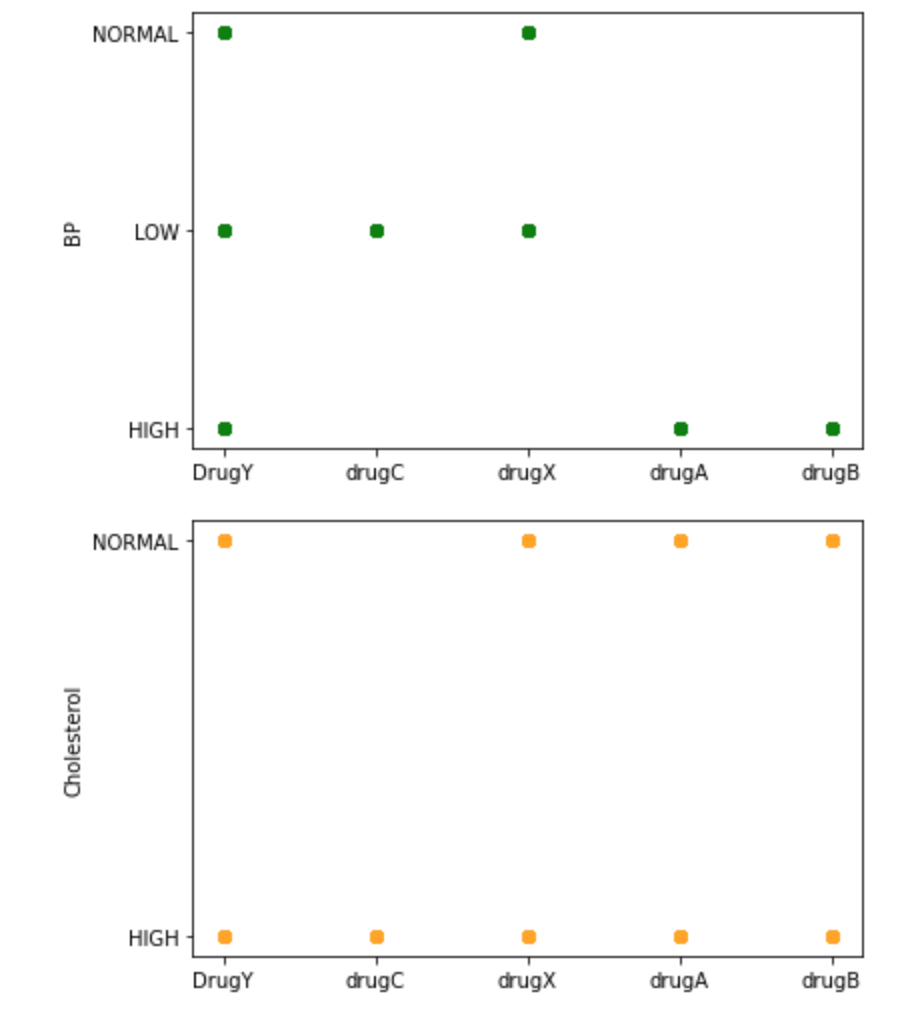 NORMAL
BP
LOW
HIGH
DrugY drugC drugX drugA drugB
NORMAL
Cholesterol
HIGH
DrugY drugC drugX drugA drugB